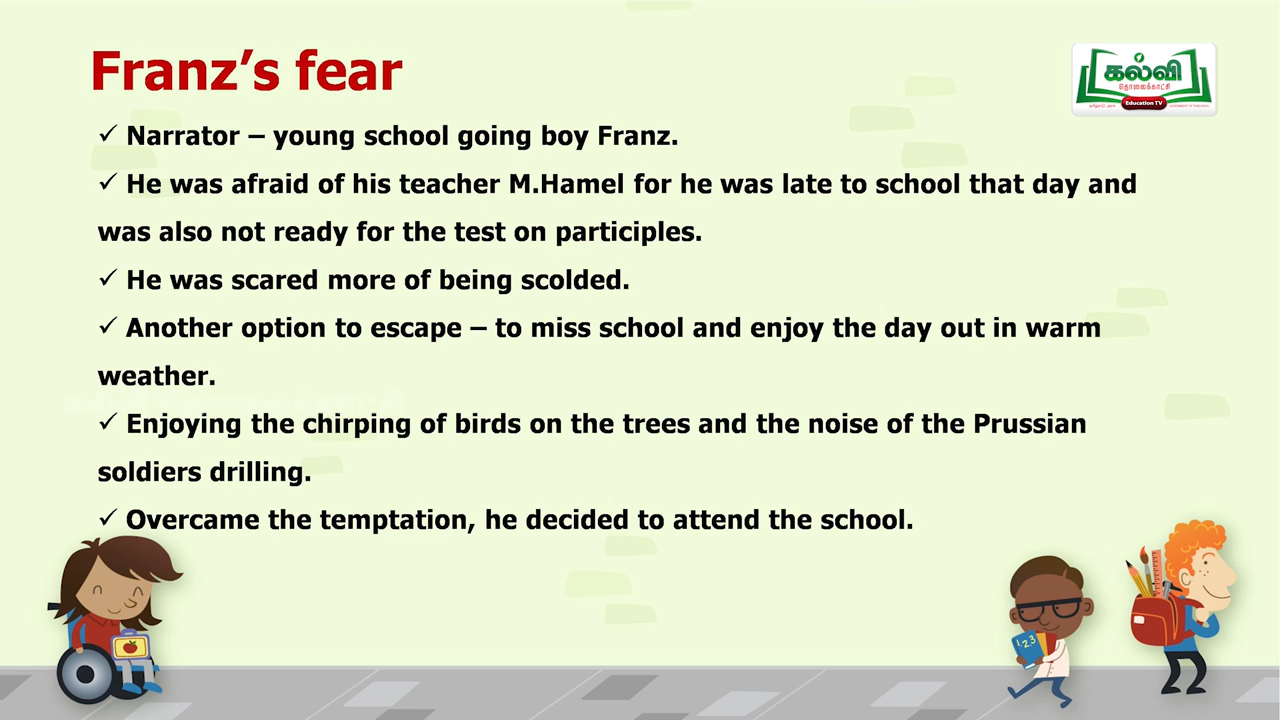 Franz’s fear
கல்வி
தொலைக்காட்சி
Education TV
✓ Narrator – young school going boy Franz.
✓ He was afraid of his teacher M.Hamel for he was late to school that day and
was also not ready for the test on participles.
✓ He was scared more of being scolded.
✓ Another option to escape – to miss school and enjoy the day out in warm
weather.
✓ Enjoying the chirping of birds on the trees and the noise of the Prussian
soldiers drilling.
✓ Overcame the temptation, he decided to attend the school.
1 2 3